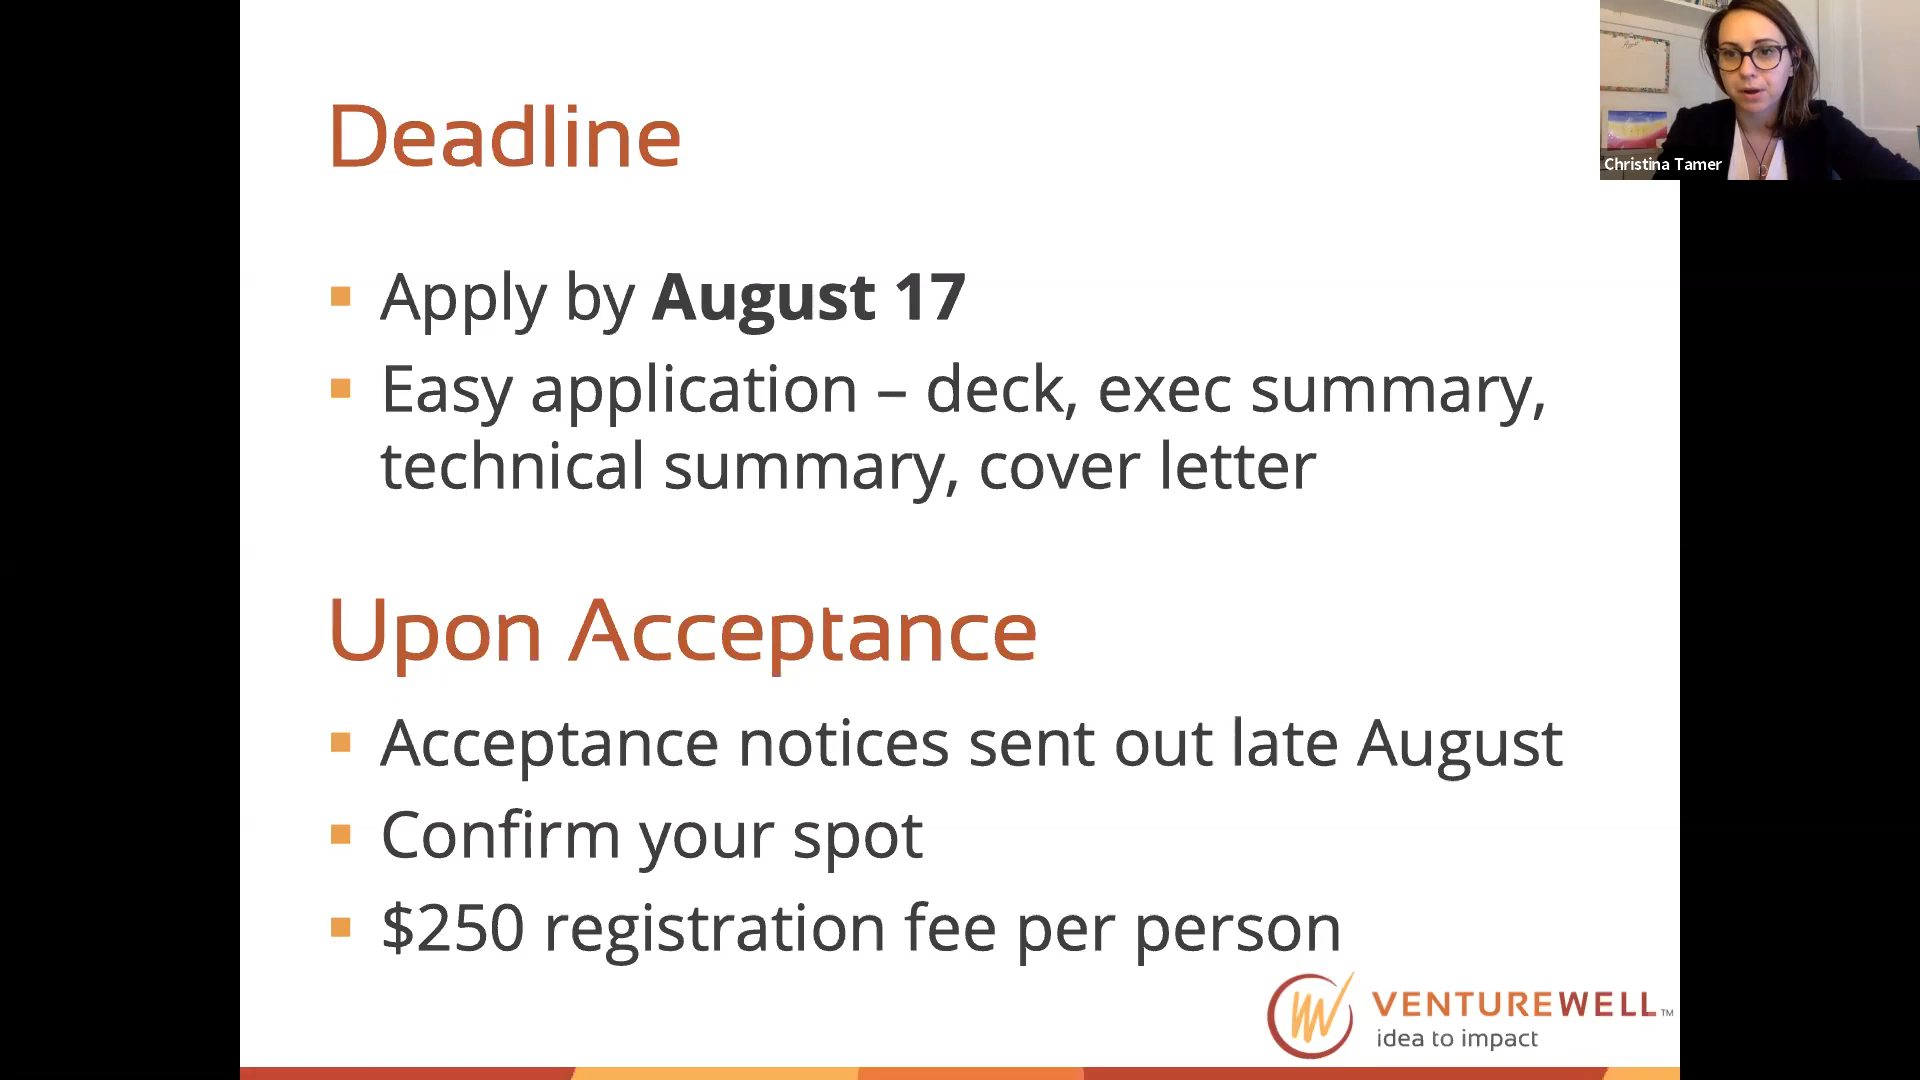 Deadline
Apply by August 17
Easy application – deck, exec summary,
technical summary, cover letter
Upon Acceptance
Acceptance notices sent out late August
Confirm your spot
$250 registration fee per person
VENTUREWELL™
idea to impact
Christina Tamer